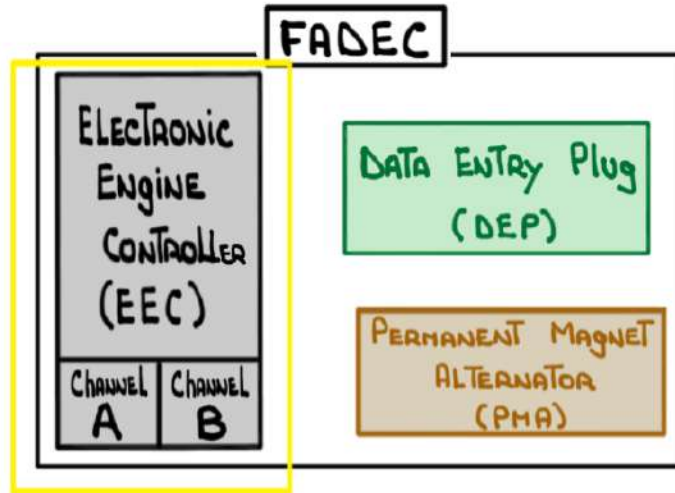 FADEC
ELECTRONIC
ENGINE
CONTROLLER
(EEC)
CHANNEL
A
CHANNEL
B
DATA ENTRY PLUG
(DEP)
PERMANENT MAGNET
ALTERNATOR
(PMA)